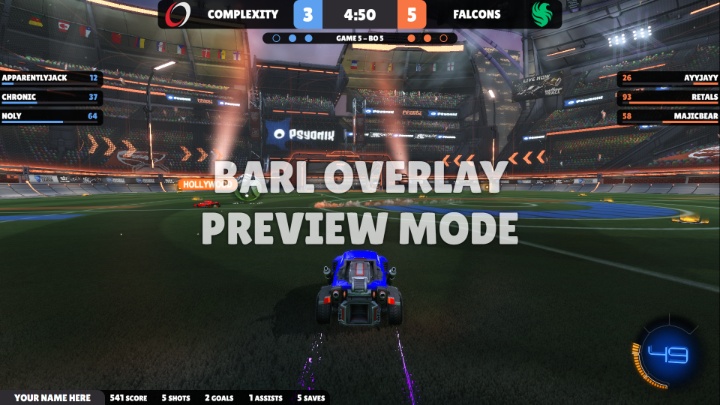 COMPLEXITY 3 4:50 5 FALCONS
GAME 5 - BO 5
APPARENTLYJACK 12
CHRONIC 37
NOLY 64
26 AYYJAYY
93 RETALS
58 MAJICBEAR
PSYONIX
HOLLYWOOD
BARL OVERLAY
PREVIEW MODE
49
YOUR NAME HERE 541 SCORE 5 SHOTS 2 GOALS 1 ASSISTS 5 SAVES